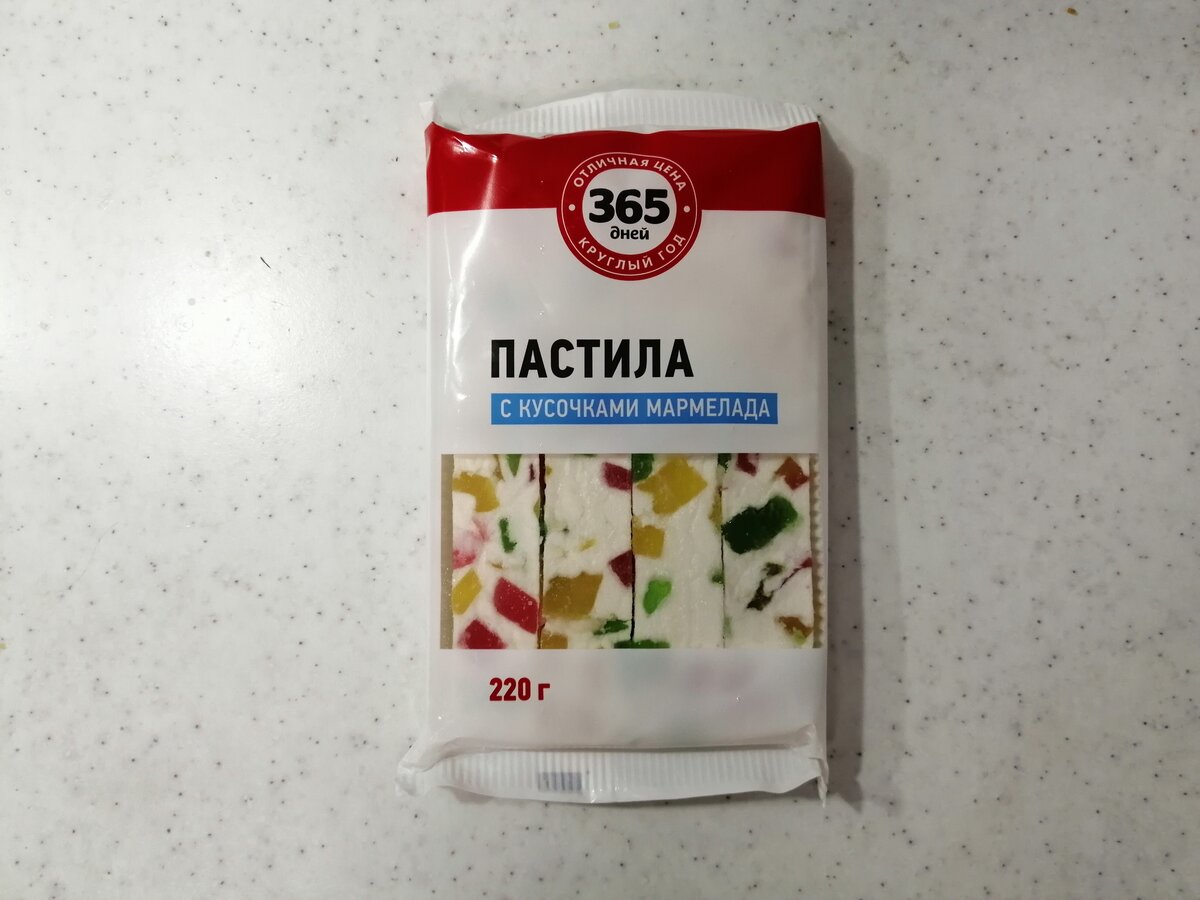 ОТЛИЧНАЯ ЦЕНА
365
дней
КРУГЛЫЙ ГОД
ПАСТИЛА
С КУСОЧКАМИ МАРМЕЛАДА
220 г